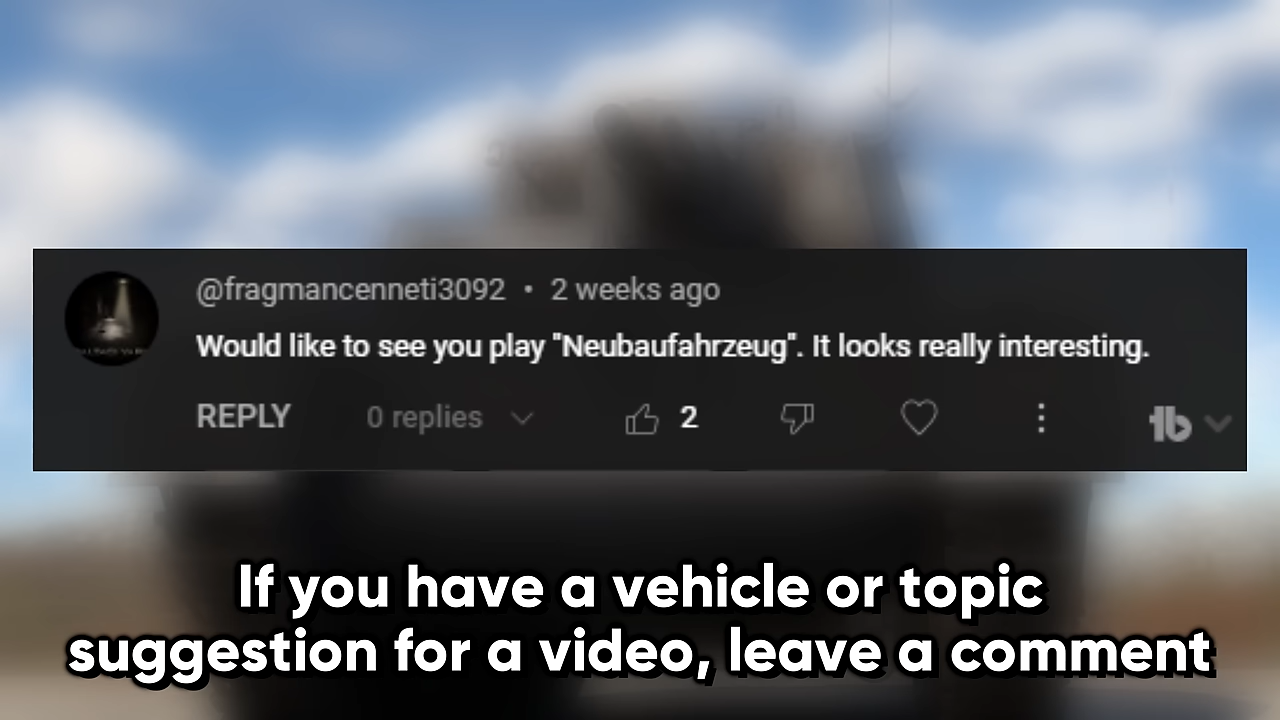 @fragmancenneti3092 • 2 weeks ago
Would like to see you play "Neubaufahrzeug". It looks really interesting.
REPLY 0 replies 2 tb
If you have a vehicle or topic
suggestion for a video, leave a comment